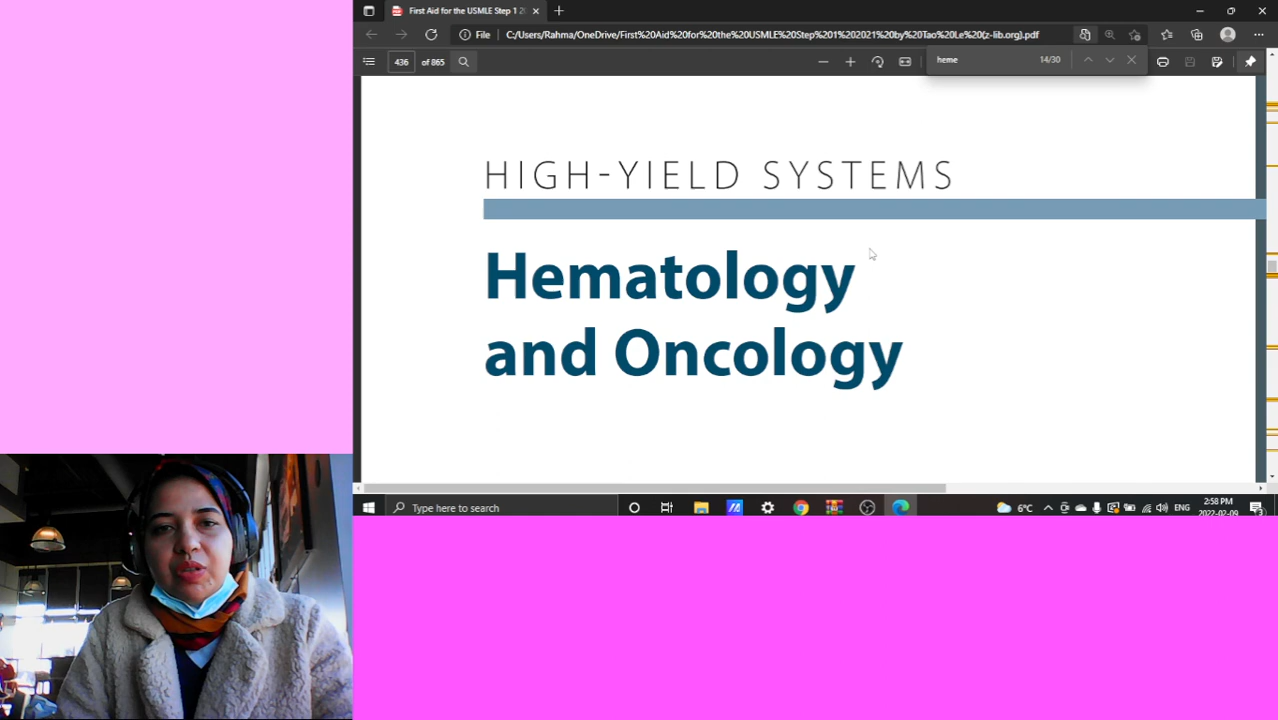 First Aid for the USMLE Step 1 2
File
C:/Users/Rahma/OneDrive/First%20Aid%20for%20the%20USMLE%20Step%201%202021%20by%20Tao%20Le%20(z-lib.org).pdf
436 of 865
heme 14/30
HIGH-YIELD SYSTEMS
Hematology
and Oncology
Type here to search
6°C
ENG
2:58 PM
2022-02-09